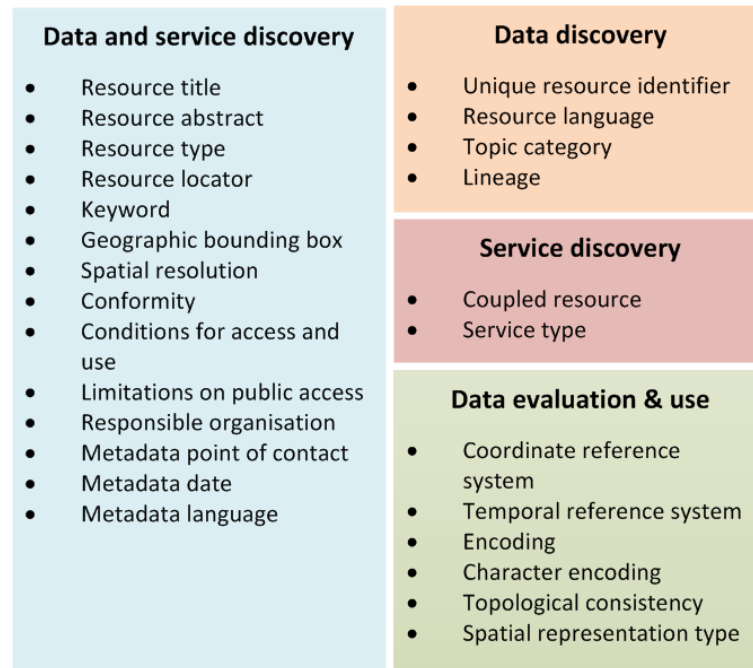 Data and service discovery
• Resource title
• Resource abstract
• Resource type
• Resource locator
• Keyword
• Geographic bounding box
• Spatial resolution
• Conformity
• Conditions for access and
use
• Limitations on public access
• Responsible organisation
• Metadata point of contact
• Metadata date
• Metadata language
Data discovery
• Unique resource identifier
• Resource language
• Topic category
• Lineage
Service discovery
• Coupled resource
• Service type
Data evaluation & use
• Coordinate reference
system
• Temporal reference system
• Encoding
• Character encoding
• Topological consistency
• Spatial representation type